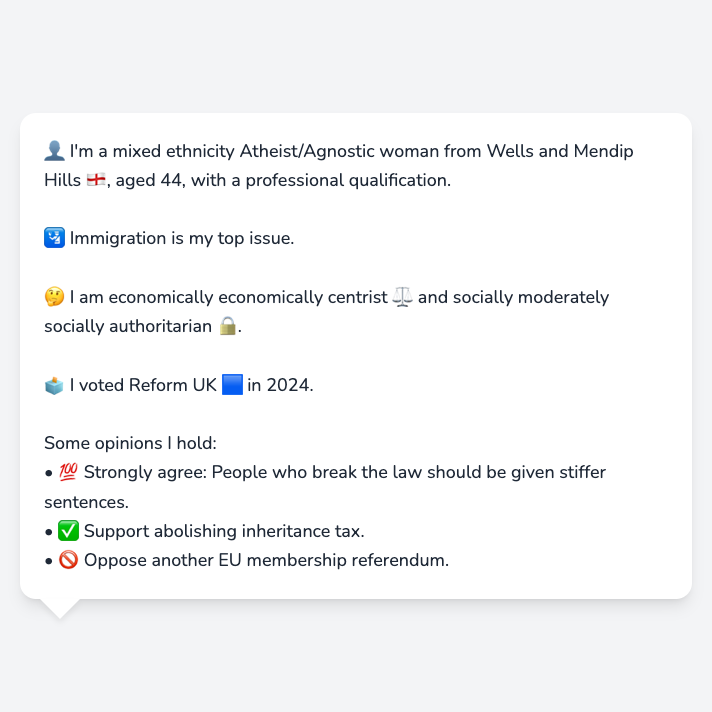 👤 I'm a mixed ethnicity Atheist/Agnostic woman from Wells and Mendip
Hills 🏴󠁧󠁢󠁥󠁮󠁧󠁿, aged 44, with a professional qualification.
🛂 Immigration is my top issue.
🤔 I am economically economically centrist ⚖️ and socially moderately
socially authoritarian 🔒.
🗳️ I voted Reform UK 🟦 in 2024.
Some opinions I hold:
• 💯 Strongly agree: People who break the law should be given stiffer
sentences.
• ✅ Support abolishing inheritance tax.
• 🚫 Oppose another EU membership referendum.